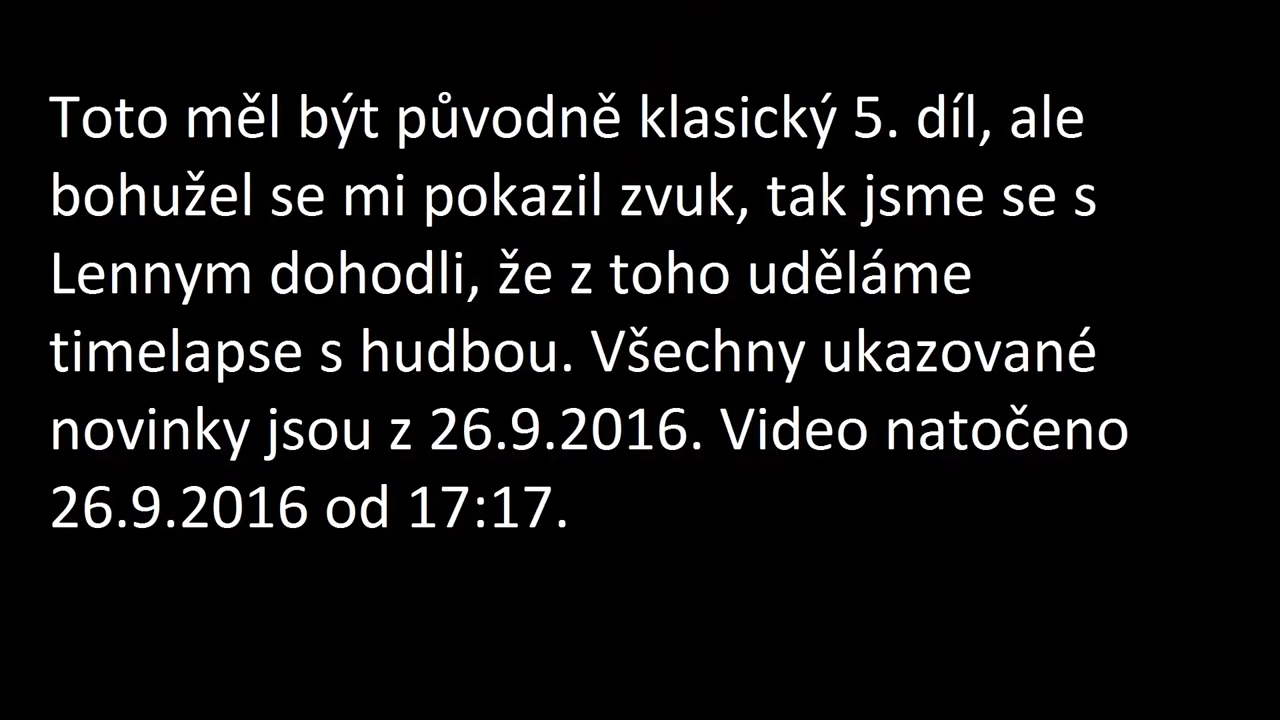 Toto měl být původně klasický 5. díl, ale
bohužel se mi pokazil zvuk, tak jsme se s
Lennym dohodli, že z toho uděláme
timelapse s hudbou. Všechny ukazované
novinky jsou z 26.9.2016. Video natočeno
26.9.2016 od 17:17.